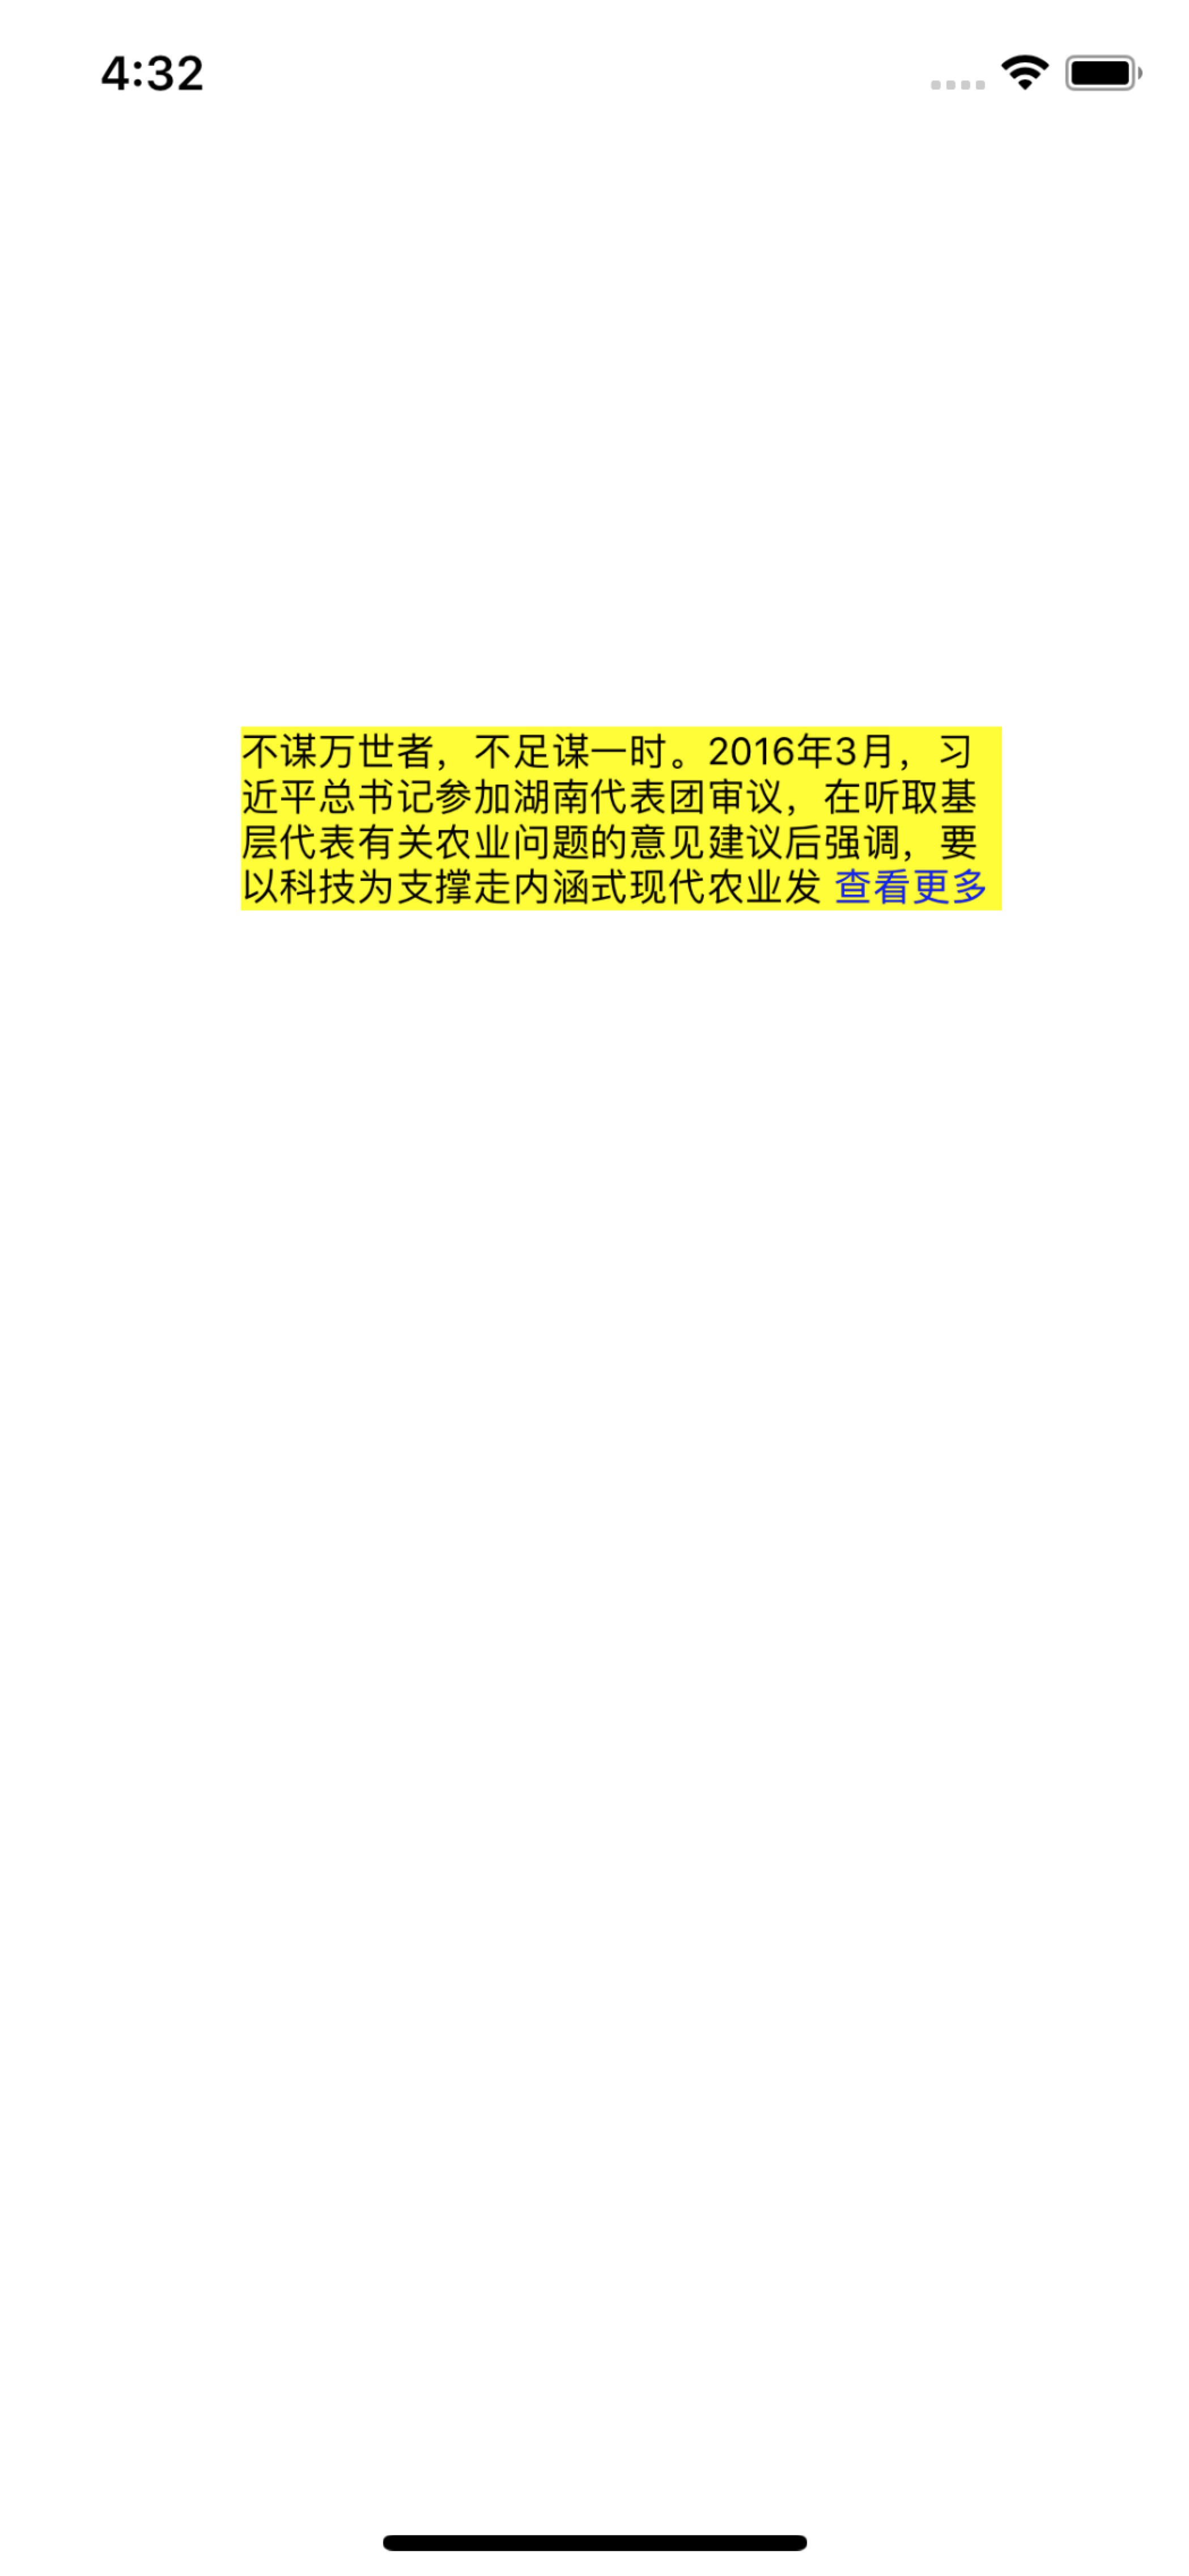 4:32
不谋万世者，不足谋一时。2016年3月，习
近平总书记参加湖南代表团审议，在听取基
层代表有关农业问题的意见建议后强调，要
以科技为支撑走内涵式现代农业发 查看更多